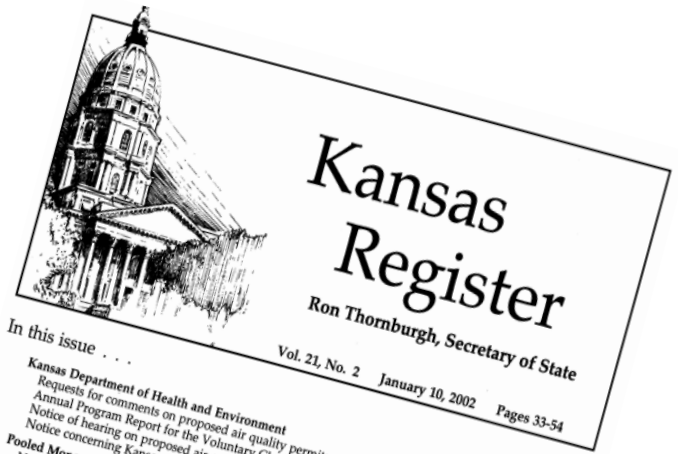 Kansas
Register
Ron Thornburgh, Secretary of State
Vol. 21, No. 2 January 10, 2002 Pages 33-54
In this issue . . .
Kansas Department of Health and Environment
Requests for comments on proposed air quality
Annual Program Report for the Voluntary
Notice of hearing on proposed
Notice concerning
Pooled